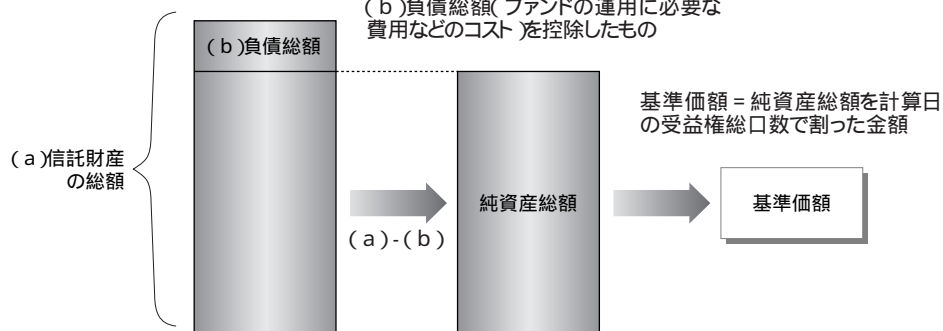 (b)負債総額(ファンドの運用に必要な
費用などのコスト)を控除したもの
(b)負債総額
基準価額=純資産総額を計算日
の受益権総口数で割った金額
(a)信託財産
の総額
純資産総額
基準価額
(a)-(b)